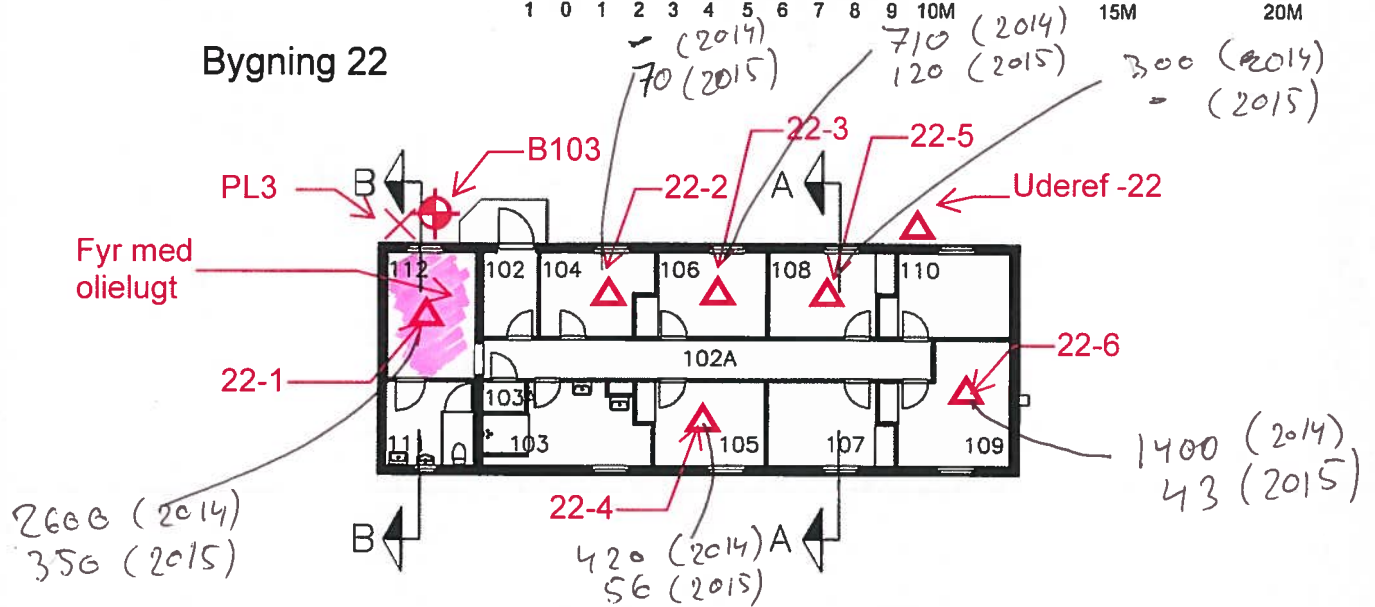 1 0 1 2 3 4 5 6 7 8 9 10M 15M 20M
Bygning 22
- (2014)
70 (2015)
710 (2014)
120 (2015)
300 (2014)
- (2015)
B103
22-3
22-5
B
PL3
22-2
A
Uderef -22
Fyr med
olielugt
112
102
104
106
108
110
102A
22-6
22-1
103
111
103
105
107
109
1400 (2014)
43 (2015)
22-4
2600 (2014)
350 (2015)
B
420 (2014)
56 (2015)
A